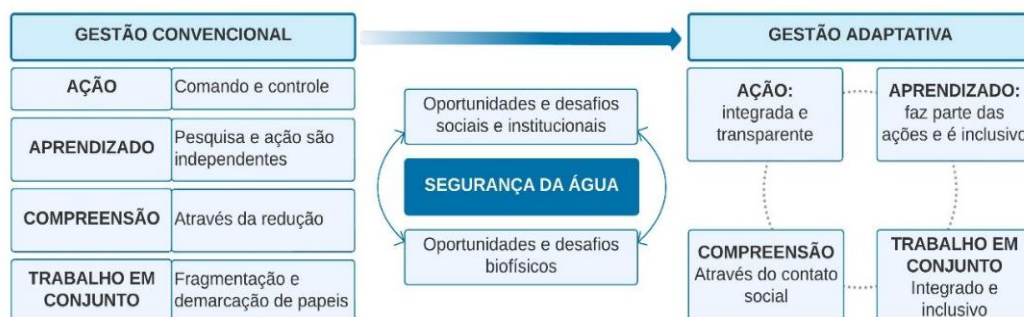 GESTÃO CONVENCIONAL
AÇÃO
Comando e controle
APRENDIZADO
Pesquisa e ação são
independentes
COMPREENSÃO
Através da redução
TRABALHO EM
CONJUNTO
Fragmentação e
demarcação de papeis
Oportunidades e desafios
sociais e institucionais
SEGURANÇA DA ÁGUA
Oportunidades e desafios
biofísicos
GESTÃO ADAPTATIVA
AÇÃO:
integrada e
transparente
APRENDIZADO:
faz parte das
ações e é inclusivo
COMPREENSÃO
Através do contato
social
TRABALHO EM
CONJUNTO
Integrado e
inclusivo